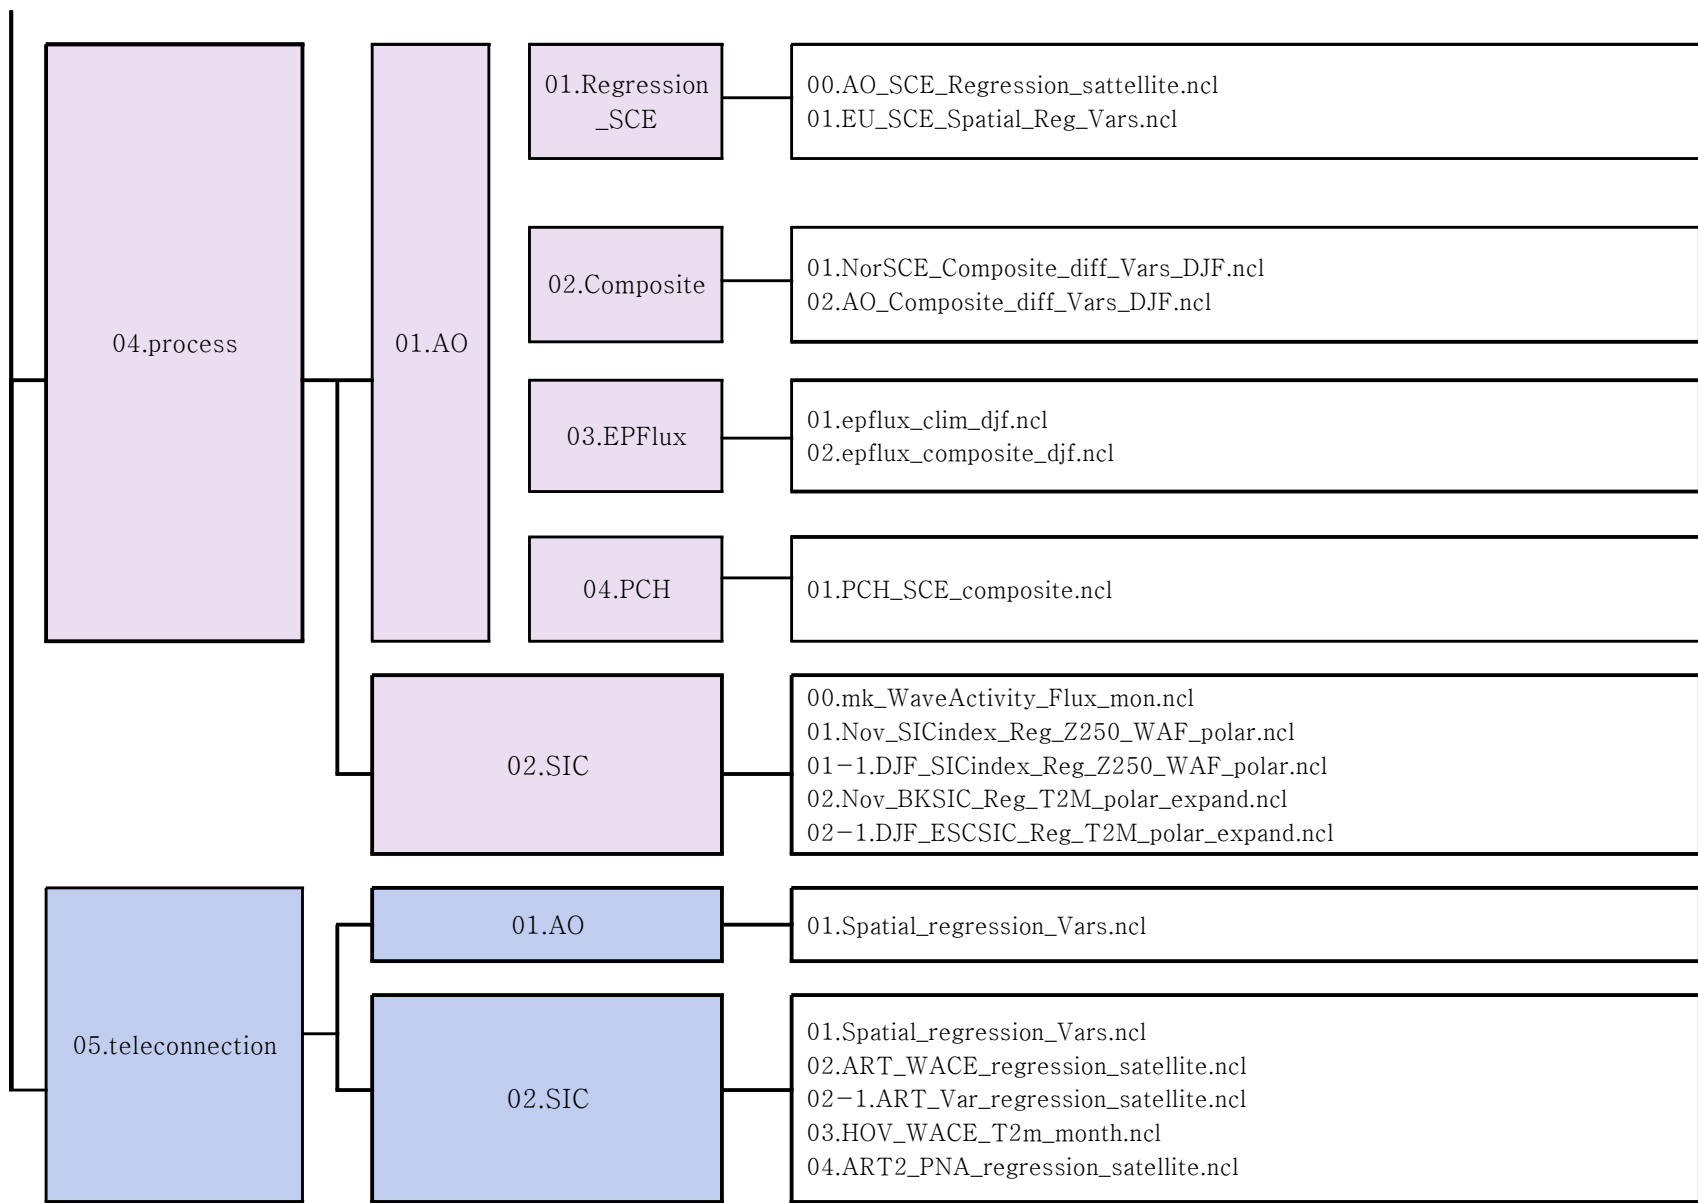 04.process
01.AO
01.Regression
_SCE
00.AO_SCE_Regression_sattellite.ncl
01.EU_SCE_Spatial_Reg_Vars.ncl
02.Composite
01.NorSCE_Composite_diff_Vars_DJF.ncl
02.AO_Composite_diff_Vars_DJF.ncl
03.EPFlux
01.epflux_clim_djf.ncl
02.epflux_composite_djf.ncl
04.PCH
01.PCH_SCE_composite.ncl
02.SIC
00.mk_WaveActivity_Flux_mon.ncl
01.Nov_SICindex_Reg_Z250_WAF_polar.ncl
01-1.DJF_SICindex_Reg_Z250_WAF_polar.ncl
02.Nov_BKSIC_Reg_T2M_polar_expand.ncl
02-1.DJF_ESCSIC_Reg_T2M_polar_expand.ncl
05.teleconnection
01.AO
01.Spatial_regression_Vars.ncl
02.SIC
01.Spatial_regression_Vars.ncl
02.ART_WACE_regression_satellite.ncl
02-1.ART_Var_regression_satellite.ncl
03.HOV_WACE_T2m_month.ncl
04.ART2_PNA_regression_satellite.ncl